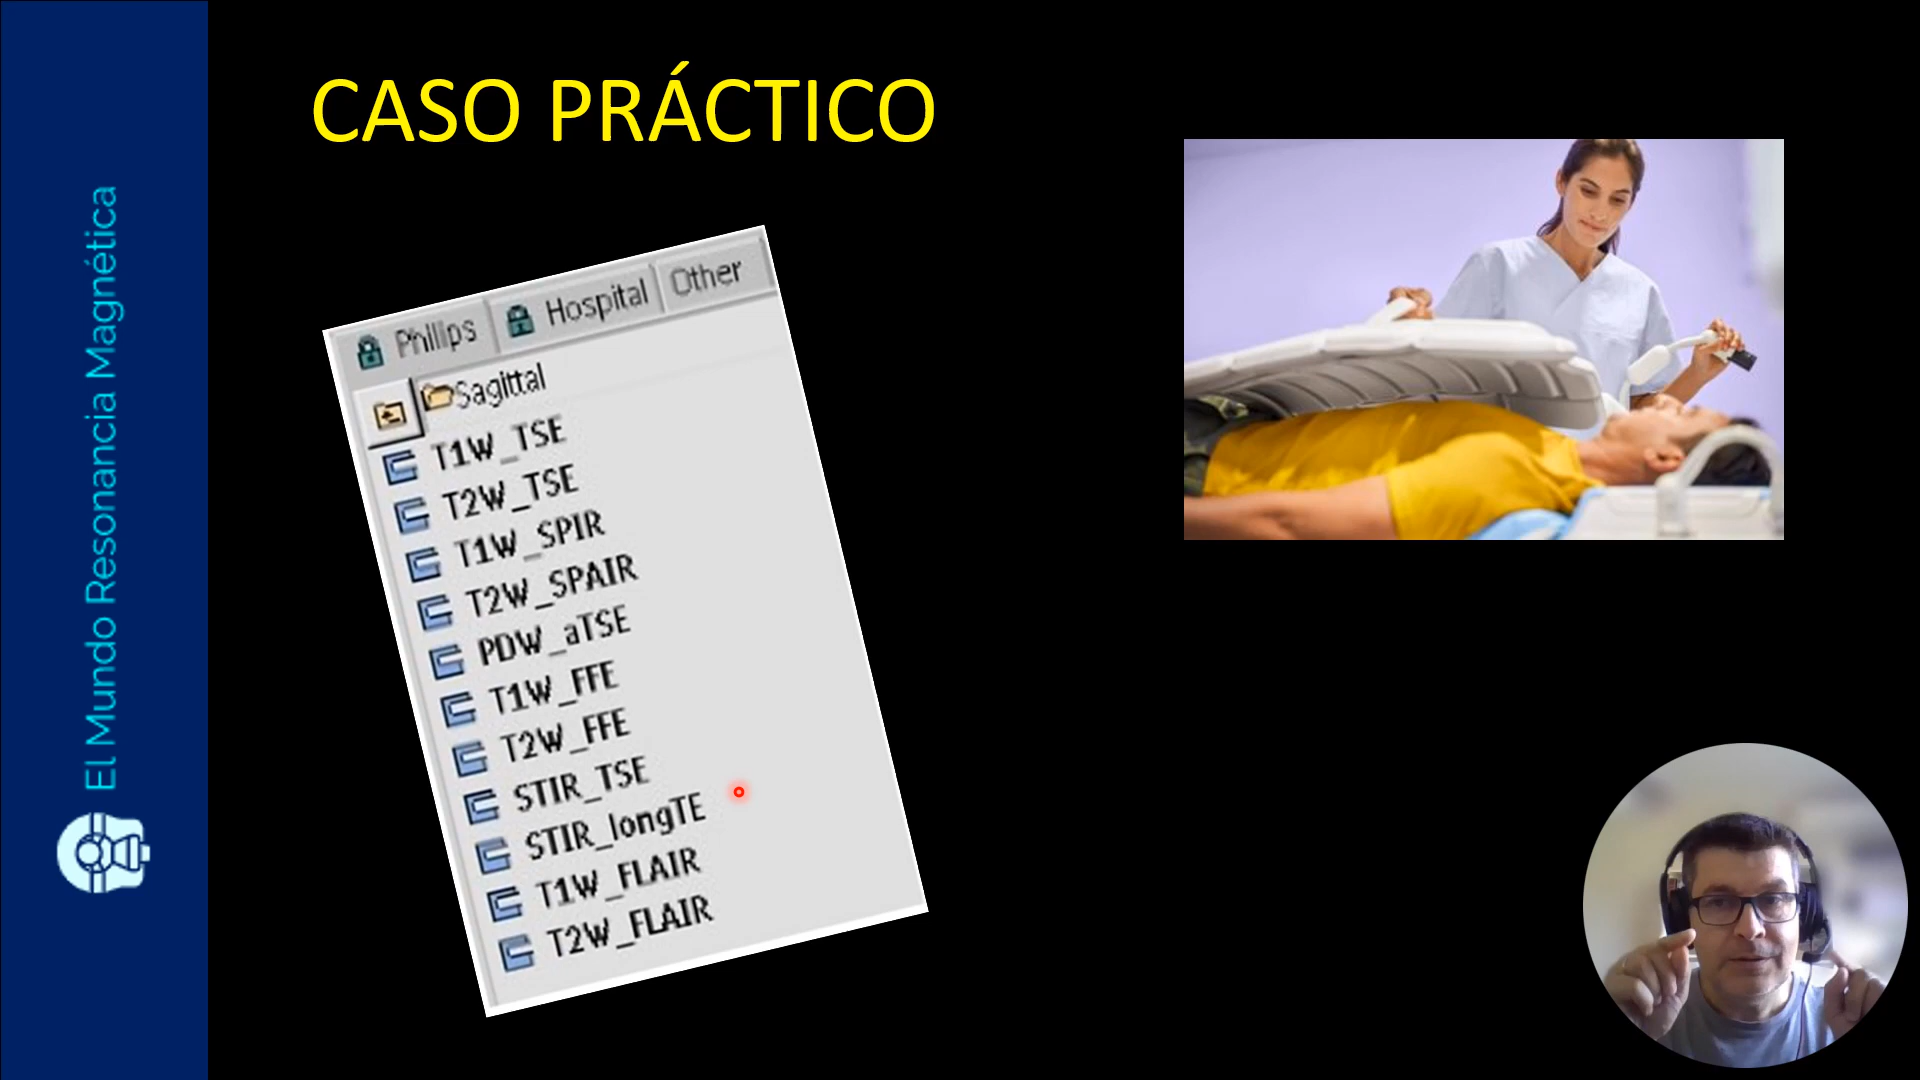 El Mundo Resonancia Magnética
CASO PRÁCTICO
Philips Hospital Other
Sagittal
T1W_TSE
T2W_TSE
T1W_SPIR
T2W_SPAIR
PDW_aTSE
T1W_FFE
T2W_FFE
STIR_TSE
STIR_longTE
T1W_FLAIR
T2W_FLAIR